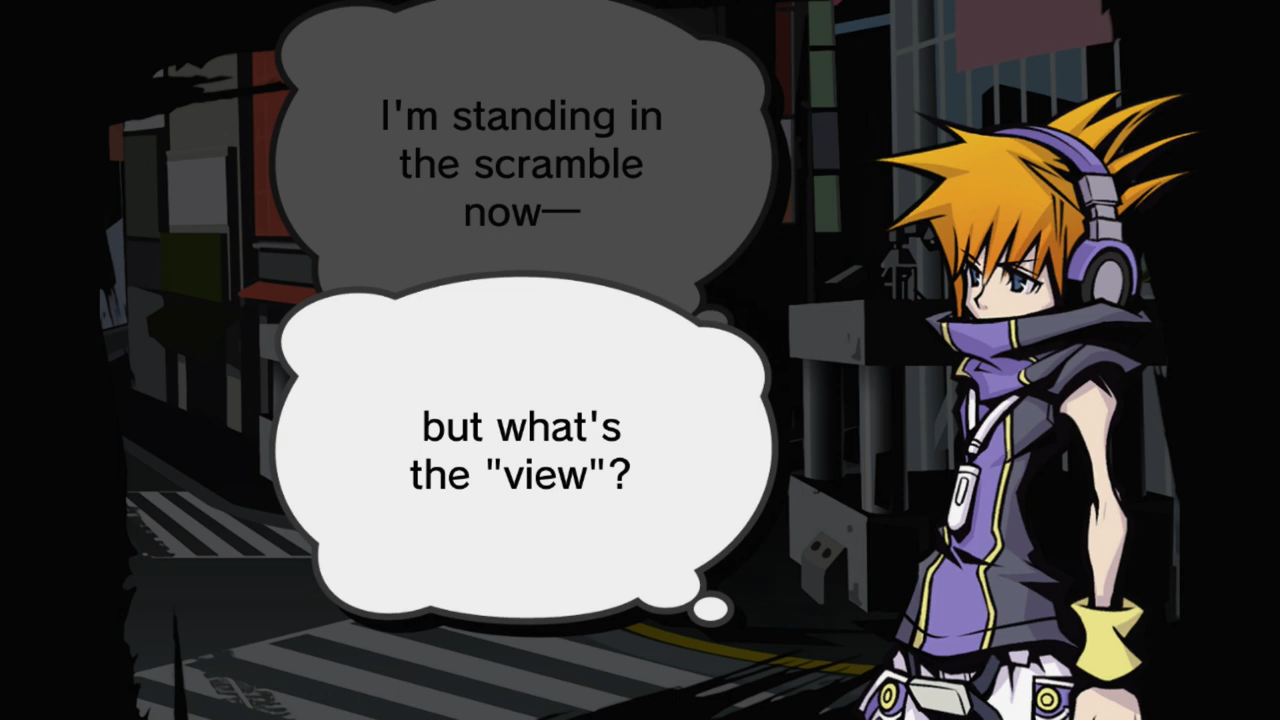 I'm standing in
the scramble
now—
but what's
the "view"?